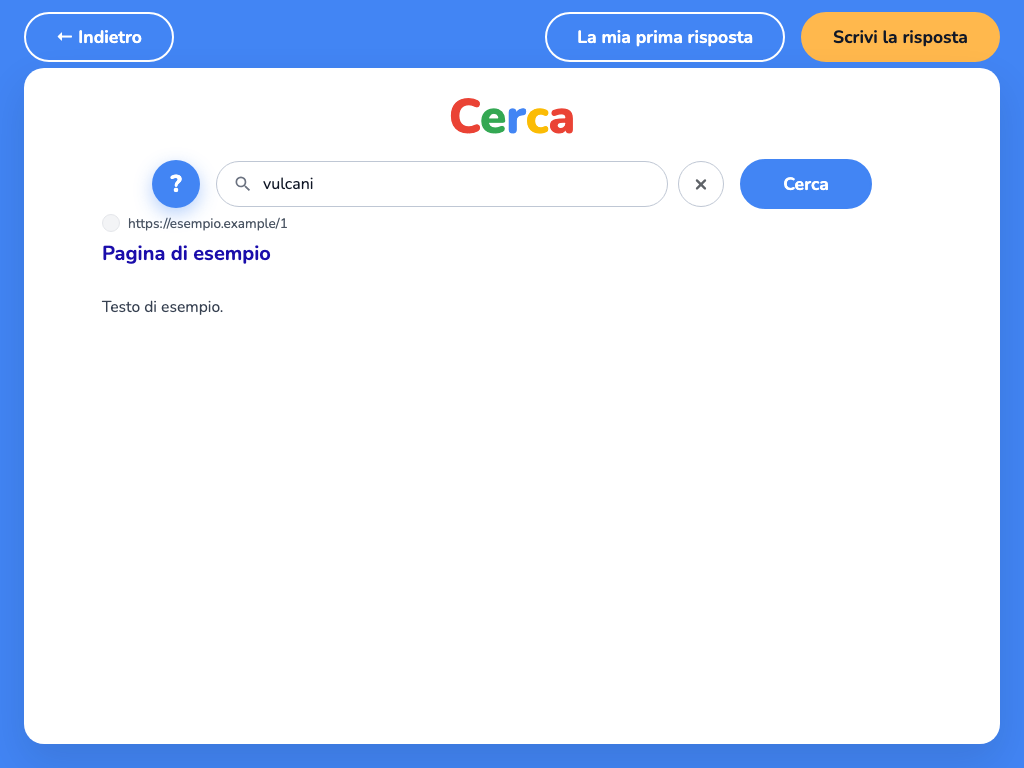 ← Indietro
La mia prima risposta
Scrivi la risposta
Cerca
?
vulcani
×
Cerca
https://esempio.example/1
Pagina di esempio
Testo di esempio.